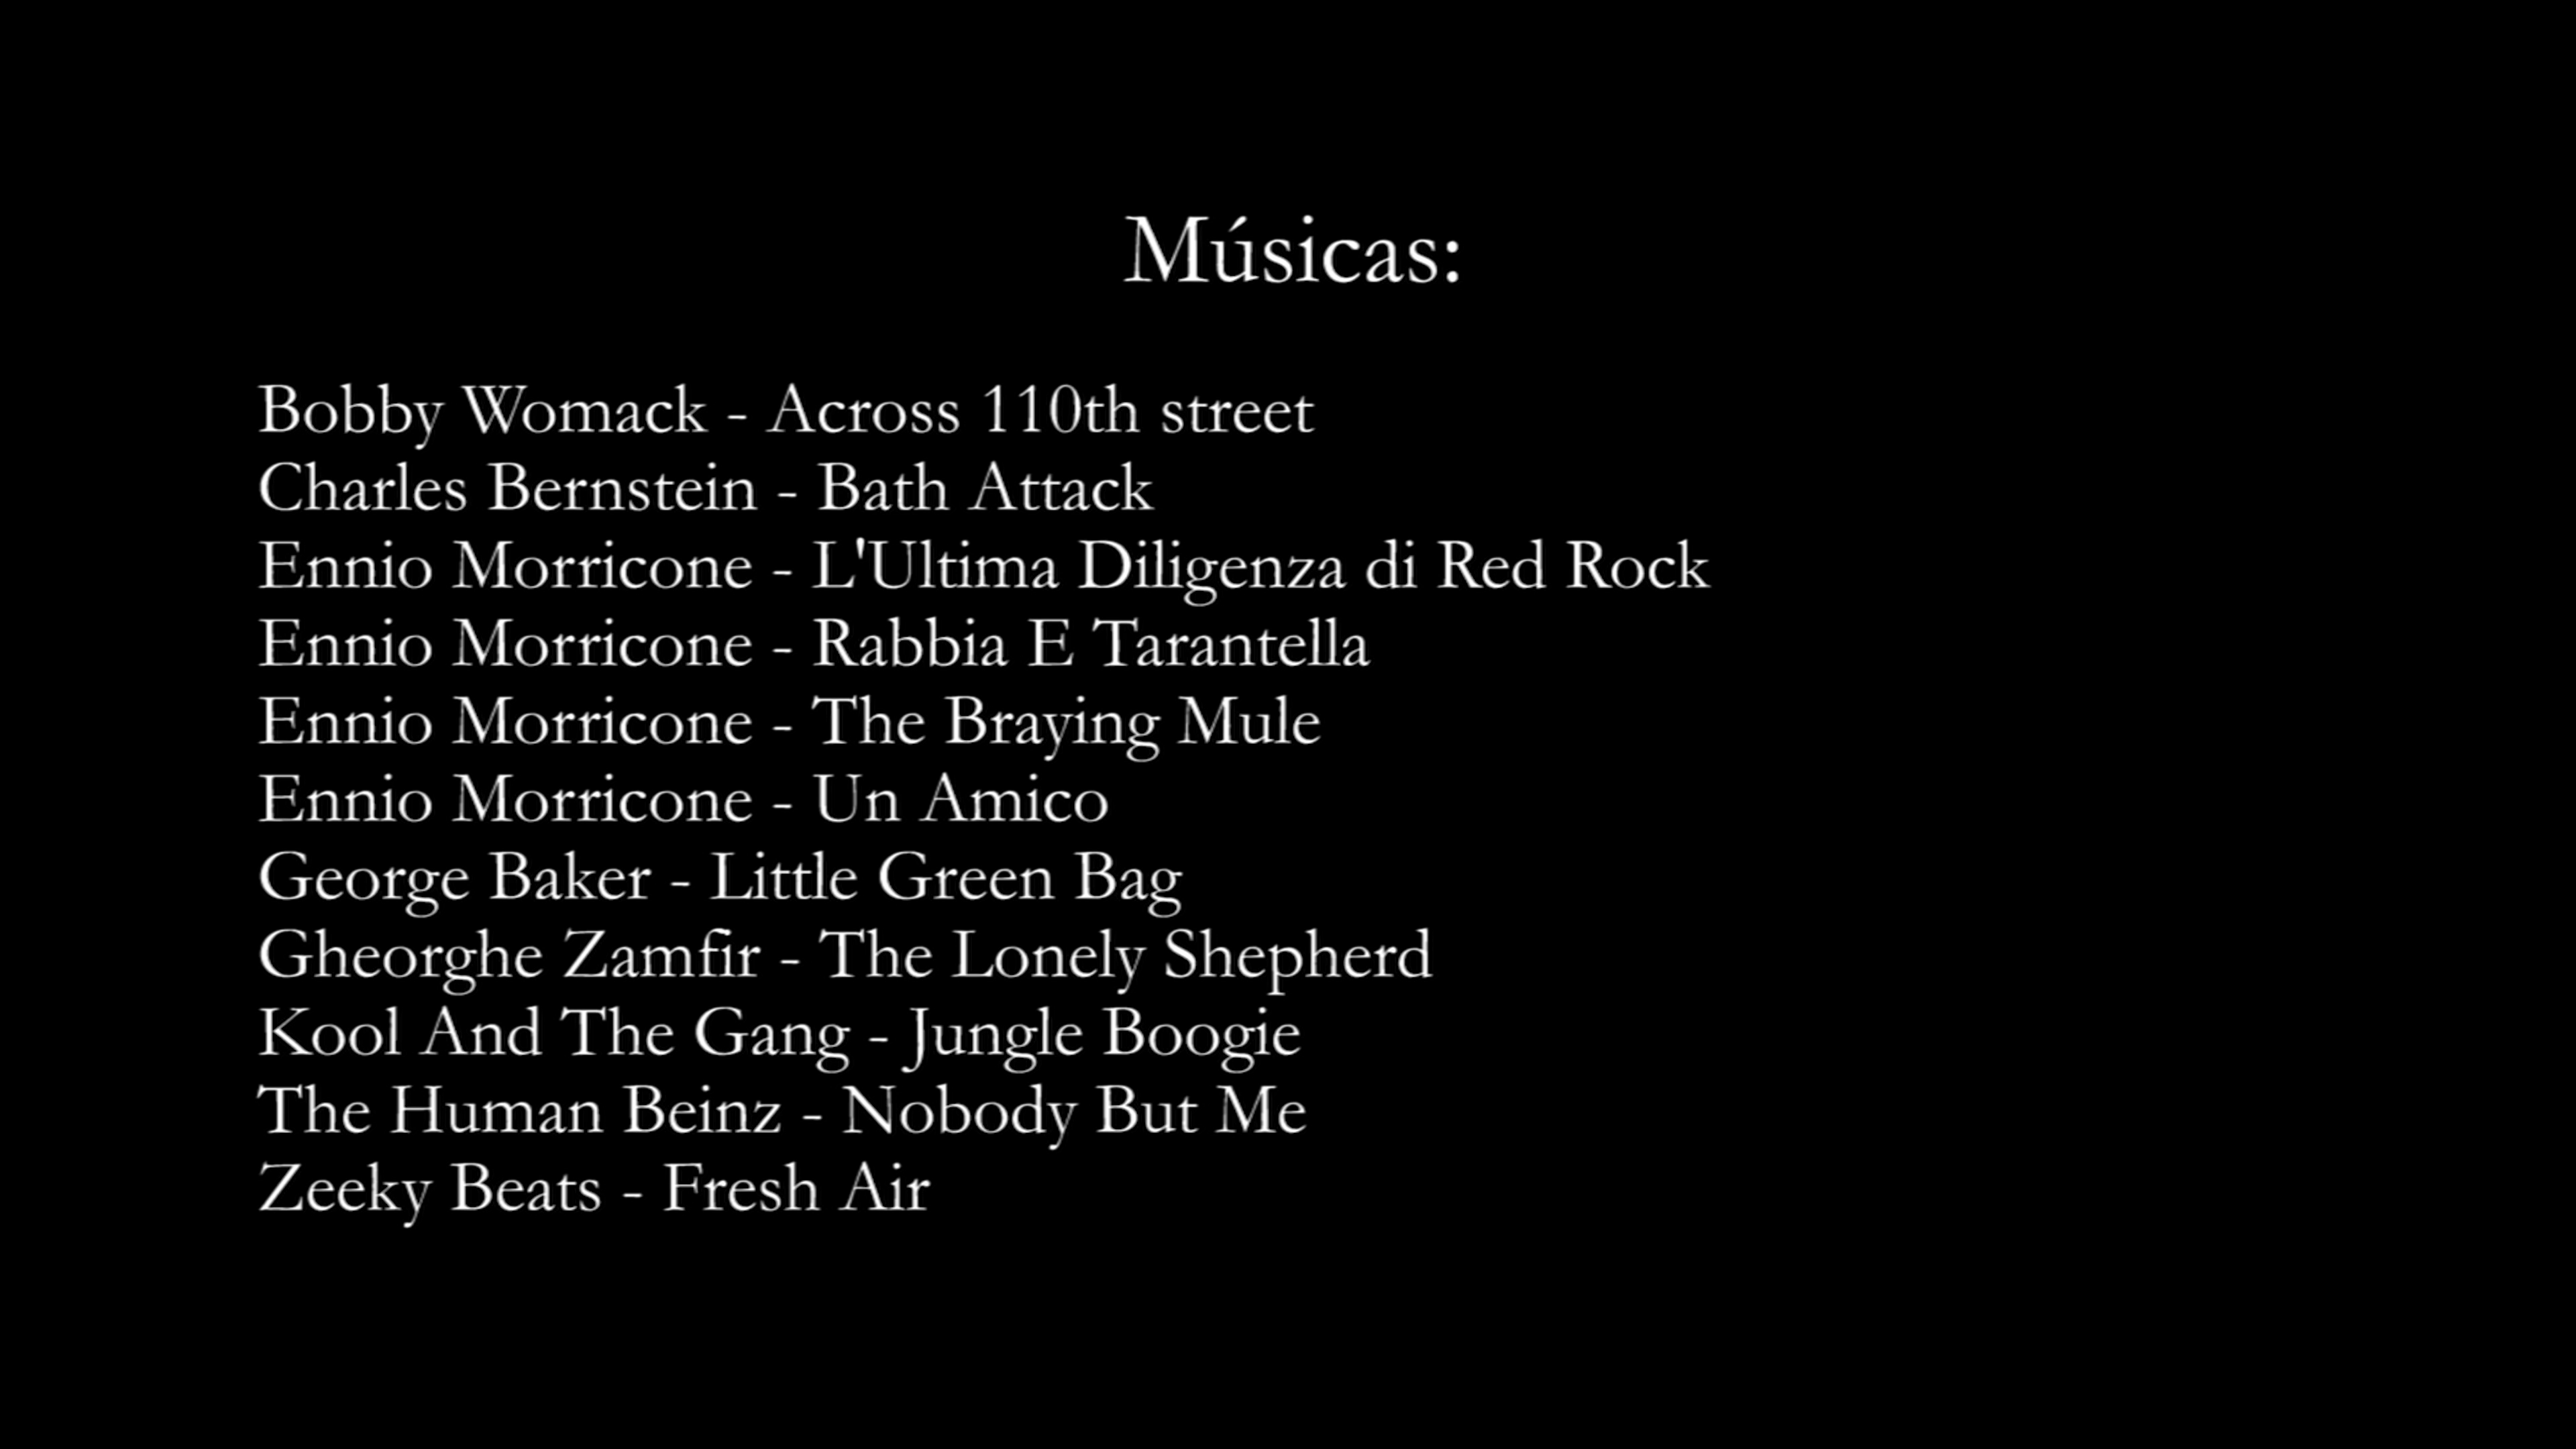 Músicas:
Bobby Womack - Across 110th street
Charles Bernstein - Bath Attack
Ennio Morricone - L'Ultima Diligenza di Red Rock
Ennio Morricone - Rabbia E Tarantella
Ennio Morricone - The Braying Mule
Ennio Morricone - Un Amico
George Baker - Little Green Bag
Gheorghe Zamfir - The Lonely Shepherd
Kool And The Gang - Jungle Boogie
The Human Beinz - Nobody But Me
Zeeky Beats - Fresh Air